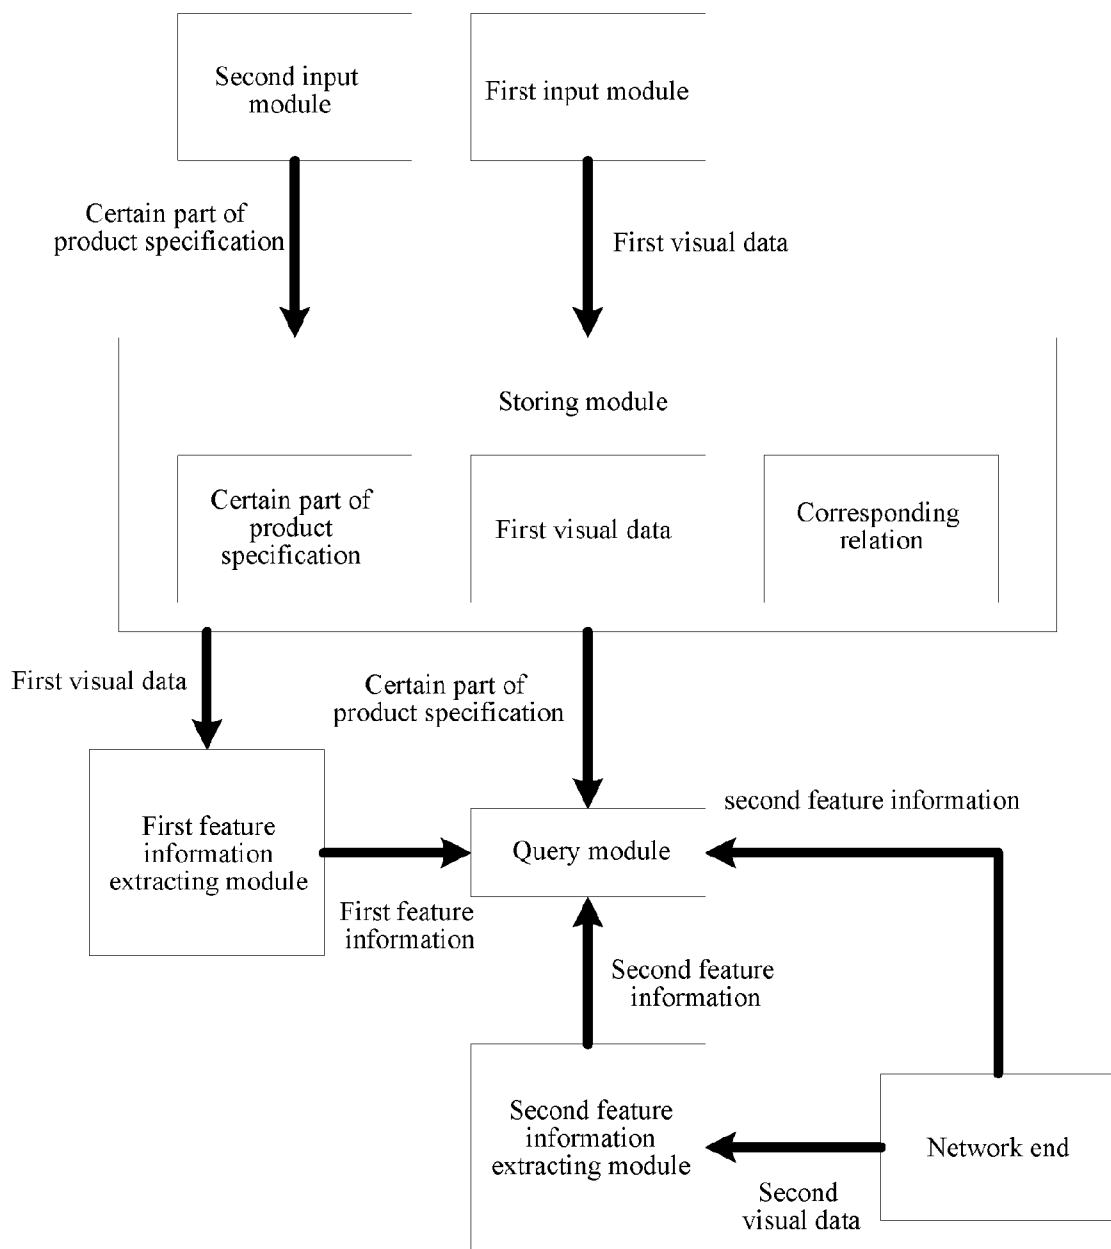 Second input
module
First input module
Certain part of
product specification
First visual data
Storing module
Certain part of
product
specification
First visual data
Corresponding
relation
First visual data
Certain part of
product specification
second feature information
First feature
information
extracting module
Query module
First feature
information
Second feature
information
Second feature
information
extracting module
Network end
Second
visual data